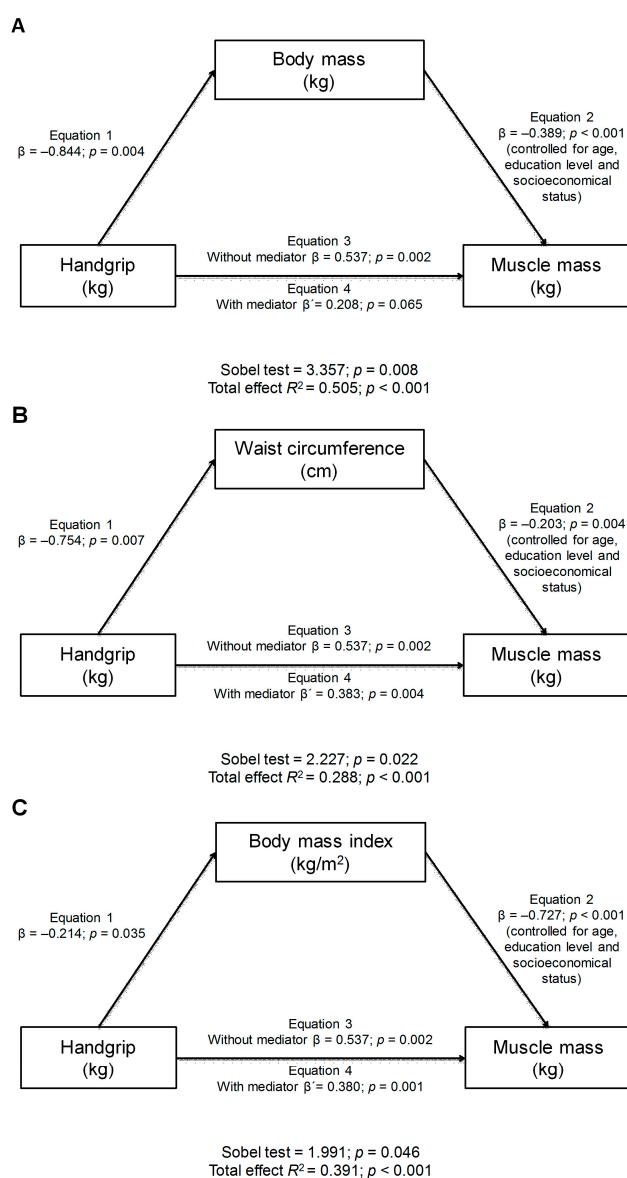 A
Body mass
(kg)
Equation 1
β = –0.844; p = 0.004
Equation 2
β = –0.389; p < 0.001
(controlled for age,
education level and
socioeconomical
status)
Handgrip
(kg)
Equation 3
Without mediator β = 0.537; p = 0.002
Equation 4
With mediator β´= 0.208; p = 0.065
Muscle mass
(kg)
Sobel test = 3.357; p = 0.008
Total effect R² = 0.505; p < 0.001
B
Waist circumference
(cm)
Equation 1
β = –0.754; p = 0.007
Equation 2
β = –0.203; p = 0.004
(controlled for age,
education level and
socioeconomical
status)
Handgrip
(kg)
Equation 3
Without mediator β = 0.537; p = 0.002
Equation 4
With mediator β´ = 0.383; p = 0.004
Muscle mass
(kg)
Sobel test = 2.227; p = 0.022
Total effect R² = 0.288; p < 0.001
C
Body mass index
(kg/m²)
Equation 1
β = –0.214; p = 0.035
Equation 2
β = –0.727; p < 0.001
(controlled for age,
education level and
socioeconomical
status)
Handgrip
(kg)
Equation 3
Without mediator β = 0.537; p = 0.002
Equation 4
With mediator β´= 0.380; p = 0.001
Muscle mass
(kg)
Sobel test = 1.991; p = 0.046
Total effect R² = 0.391; p < 0.001